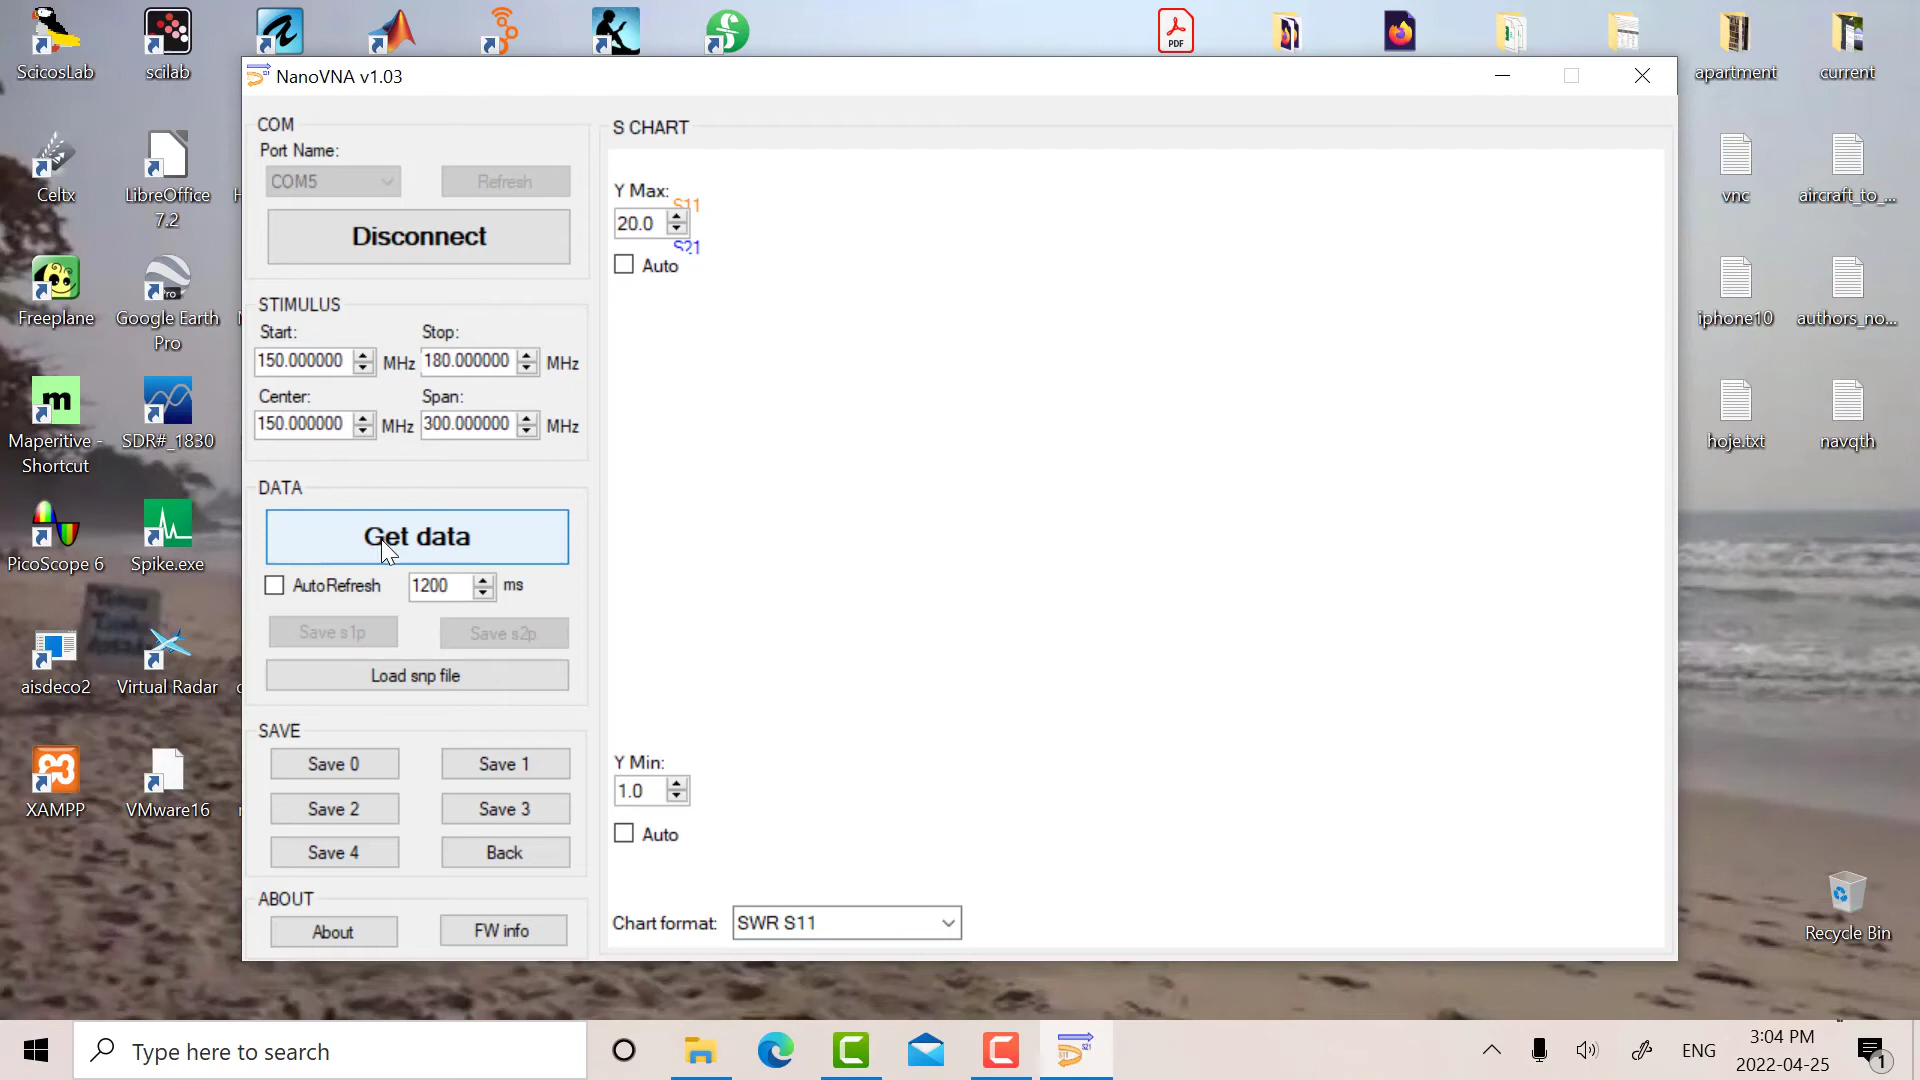 ScicosLab
scilab
PDF
apartment
current
NanoVNA v1.03
COM
Port Name:
COM5
Refresh
Disconnect
STIMULUS
Start:
Stop:
150.000000
MHz
180.000000
MHz
Center:
Span:
150.000000
MHz
300.000000
MHz
DATA
Get data
AutoRefresh
1200
ms
Save s1p
Save s2p
Load snp file
SAVE
Save 0
Save 1
Save 2
Save 3
Save 4
Back
ABOUT
About
FW info
S CHART
Y Max:
S11
20.0
S21
Auto
Y Min:
1.0
Auto
Chart format:
SWR S11
Celtx
LibreOffice
7.2
Freeplane
Google Earth
Pro
m
Maperitive -
Shortcut
SDR#_1830
PicoScope 6
Spike.exe
aisdeco2
Virtual Radar
XAMPP
VMware16
vnc
aircraft_to_...
iphone10
authors_no...
hoje.txt
navqth
Recycle Bin
Type here to search
ENG
3:04 PM
2022-04-25
1